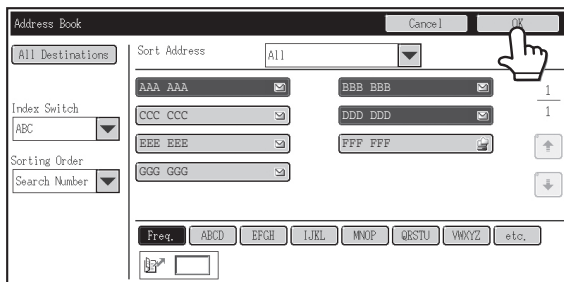 Address Book
Cancel
OK
All Destinations
Sort Address
All
AAA AAA
BBB BBB
1
1
Index Switch
ABC
CCC CCC
DDD DDD
EEE EEE
FFF FFF
Sorting Order
Search Number
GGG GGG
Freq.
ABCD
EFGH
IJKL
MNOP
QRSTU
VWXYZ
etc.